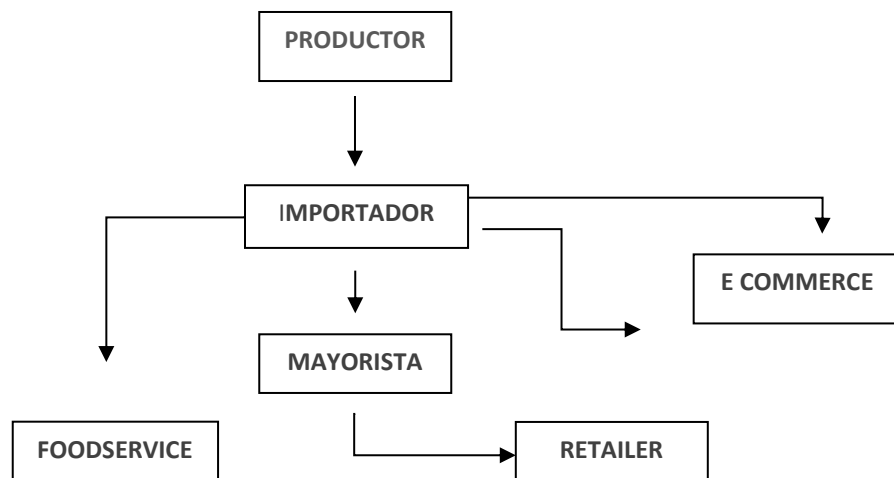 PRODUCTOR
IMPORTADOR
E COMMERCE
MAYORISTA
FOODSERVICE
RETAILER